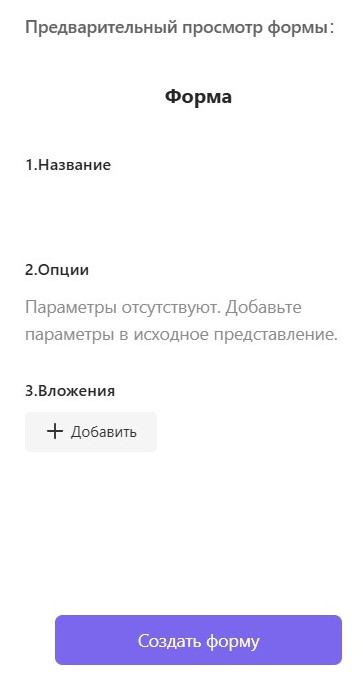 Предварительный просмотр формы:
Форма
1.Название
2.Опции
Параметры отсутствуют. Добавьте
параметры в исходное представление.
3.Вложения
Добавить
Создать форму